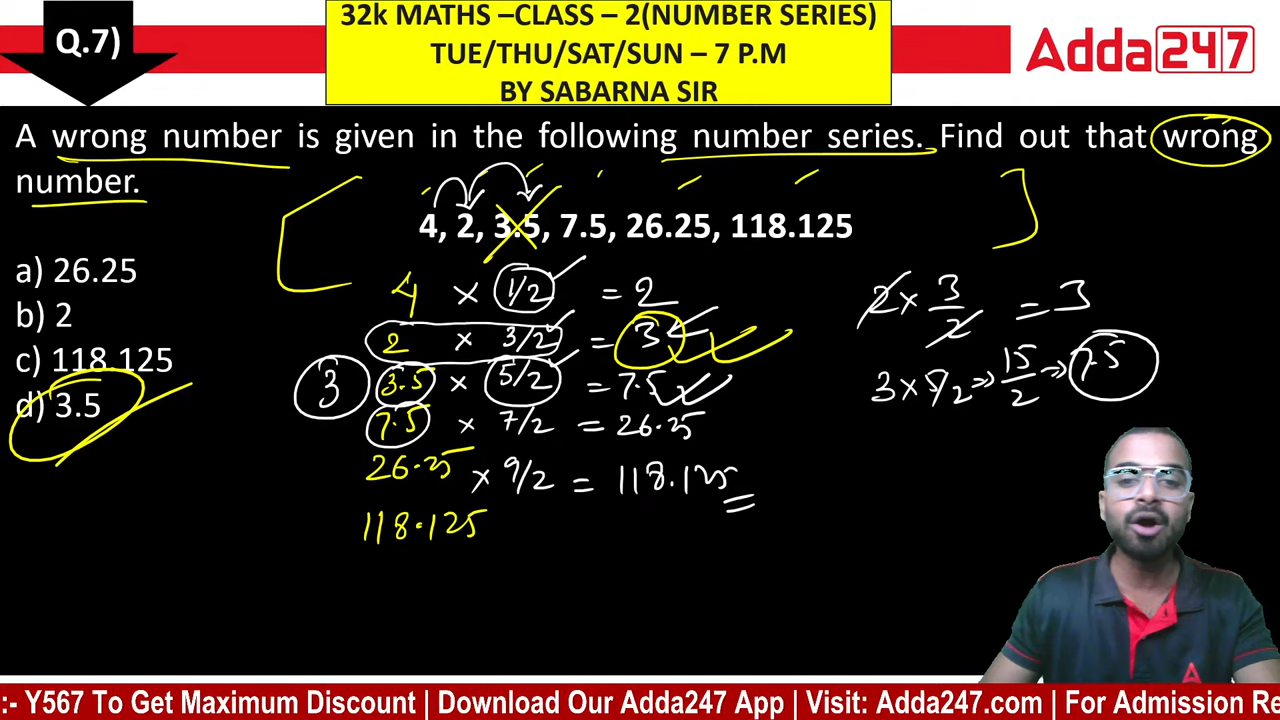 Q.7)
32k MATHS –CLASS – 2(NUMBER SERIES)
TUE/THU/SAT/SUN – 7 P.M
BY SABARNA SIR
Adda247
A wrong number is given in the following number series. Find out that wrong
number.
4, 2, 3.5, 7.5, 26.25, 118.125
a) 26.25
b) 2
c) 118.125
d) 3.5
4 × 1/2 = 2
2 × 3/2 = 3
3 3.5 × 5/2 = 7.5
7.5 × 7/2 = 26.25
26.25 × 9/2 = 118.125
118.125
2 × 3/2 = 3
3 × 5/2 ⇒ 15/2 ⇒ 7.5
:- Y567 To Get Maximum Discount | Download Our Adda247 App | Visit: Adda247.com | For Admission Re